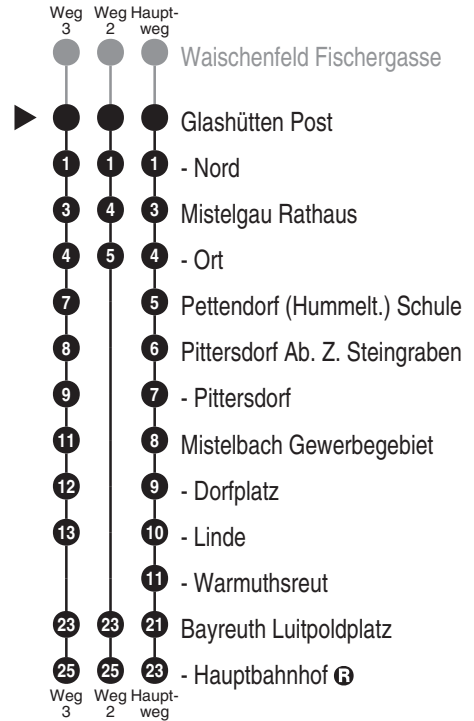 Weg Weg Haupt-
3 2 weg
Waischenfeld Fischergasse
Glashütten Post
1 1 1 - Nord
3 4 3 Mistelgau Rathaus
4 5 4 - Ort
7 5 Pettendorf (Hummelt.) Schule
8 6 Pittersdorf Ab. Z. Steingraben
9 7 - Pittersdorf
11 8 Mistelbach Gewerbegebiet
12 9 - Dorfplatz
13 10 - Linde
11 - Warmuthsreut
23 23 21 Bayreuth Luitpoldplatz
25 25 23 - Hauptbahnhof R
Weg Weg Haupt-
3 2 weg